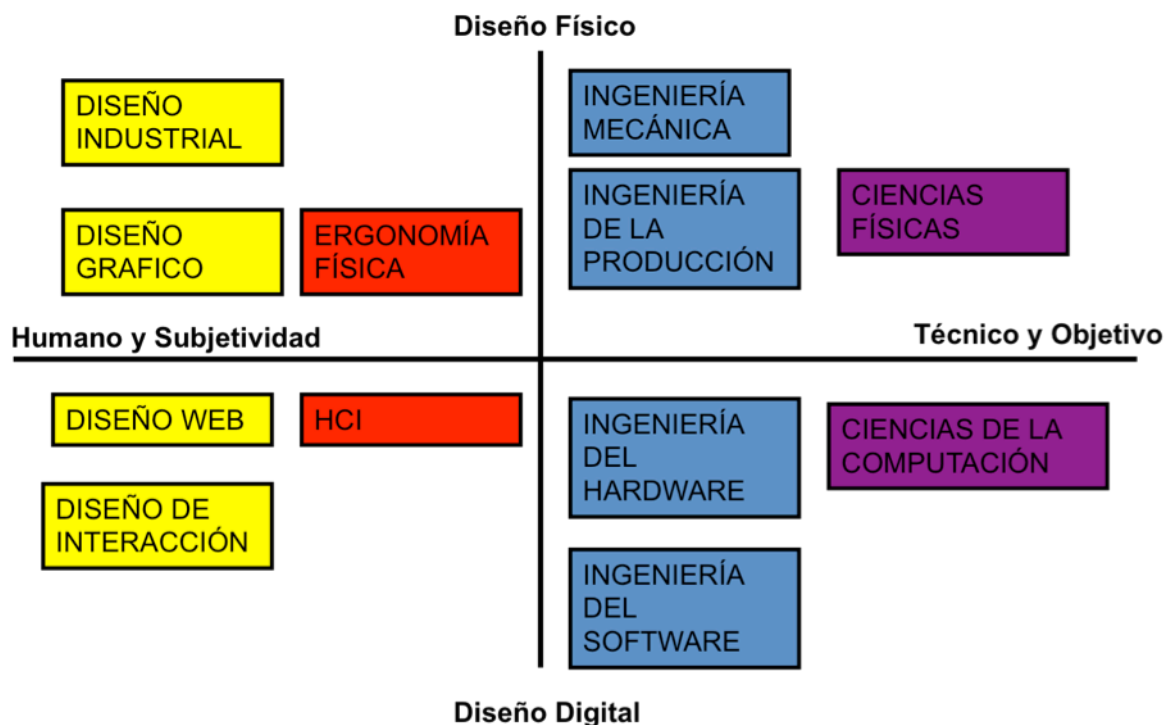 Diseño Físico
DISEÑO
INDUSTRIAL
INGENIERÍA
MECÁNICA
DISEÑO
GRAFICO
ERGONOMÍA
FÍSICA
INGENIERÍA
DE LA
PRODUCCIÓN
CIENCIAS
FÍSICAS
Humano y Subjetividad
Técnico y Objetivo
DISEÑO WEB
HCI
INGENIERÍA
DEL
HARDWARE
CIENCIAS DE LA
COMPUTACIÓN
DISEÑO DE
INTERACCIÓN
INGENIERÍA
DEL
SOFTWARE
Diseño Digital